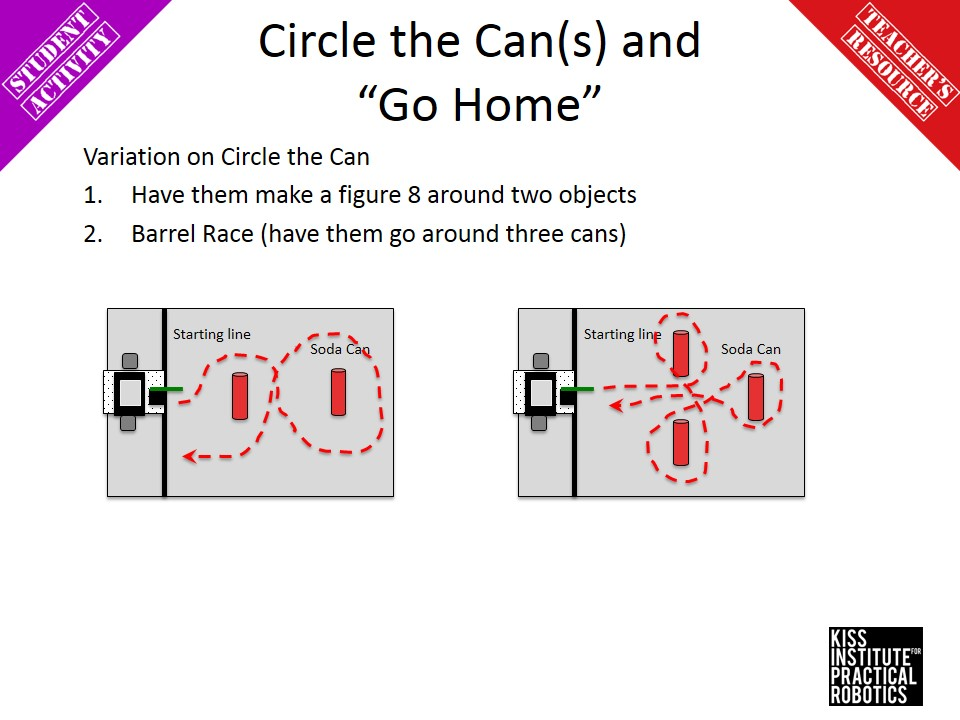 STUDENT
ACTIVITY
Circle the Can(s) and
“Go Home”
TEACHER’S
RESOURCE
Variation on Circle the Can
1. Have them make a figure 8 around two objects
2. Barrel Race (have them go around three cans)
Starting line
Soda Can
Starting line
Soda Can
KISS
INSTITUTE FOR
PRACTICAL
ROBOTICS